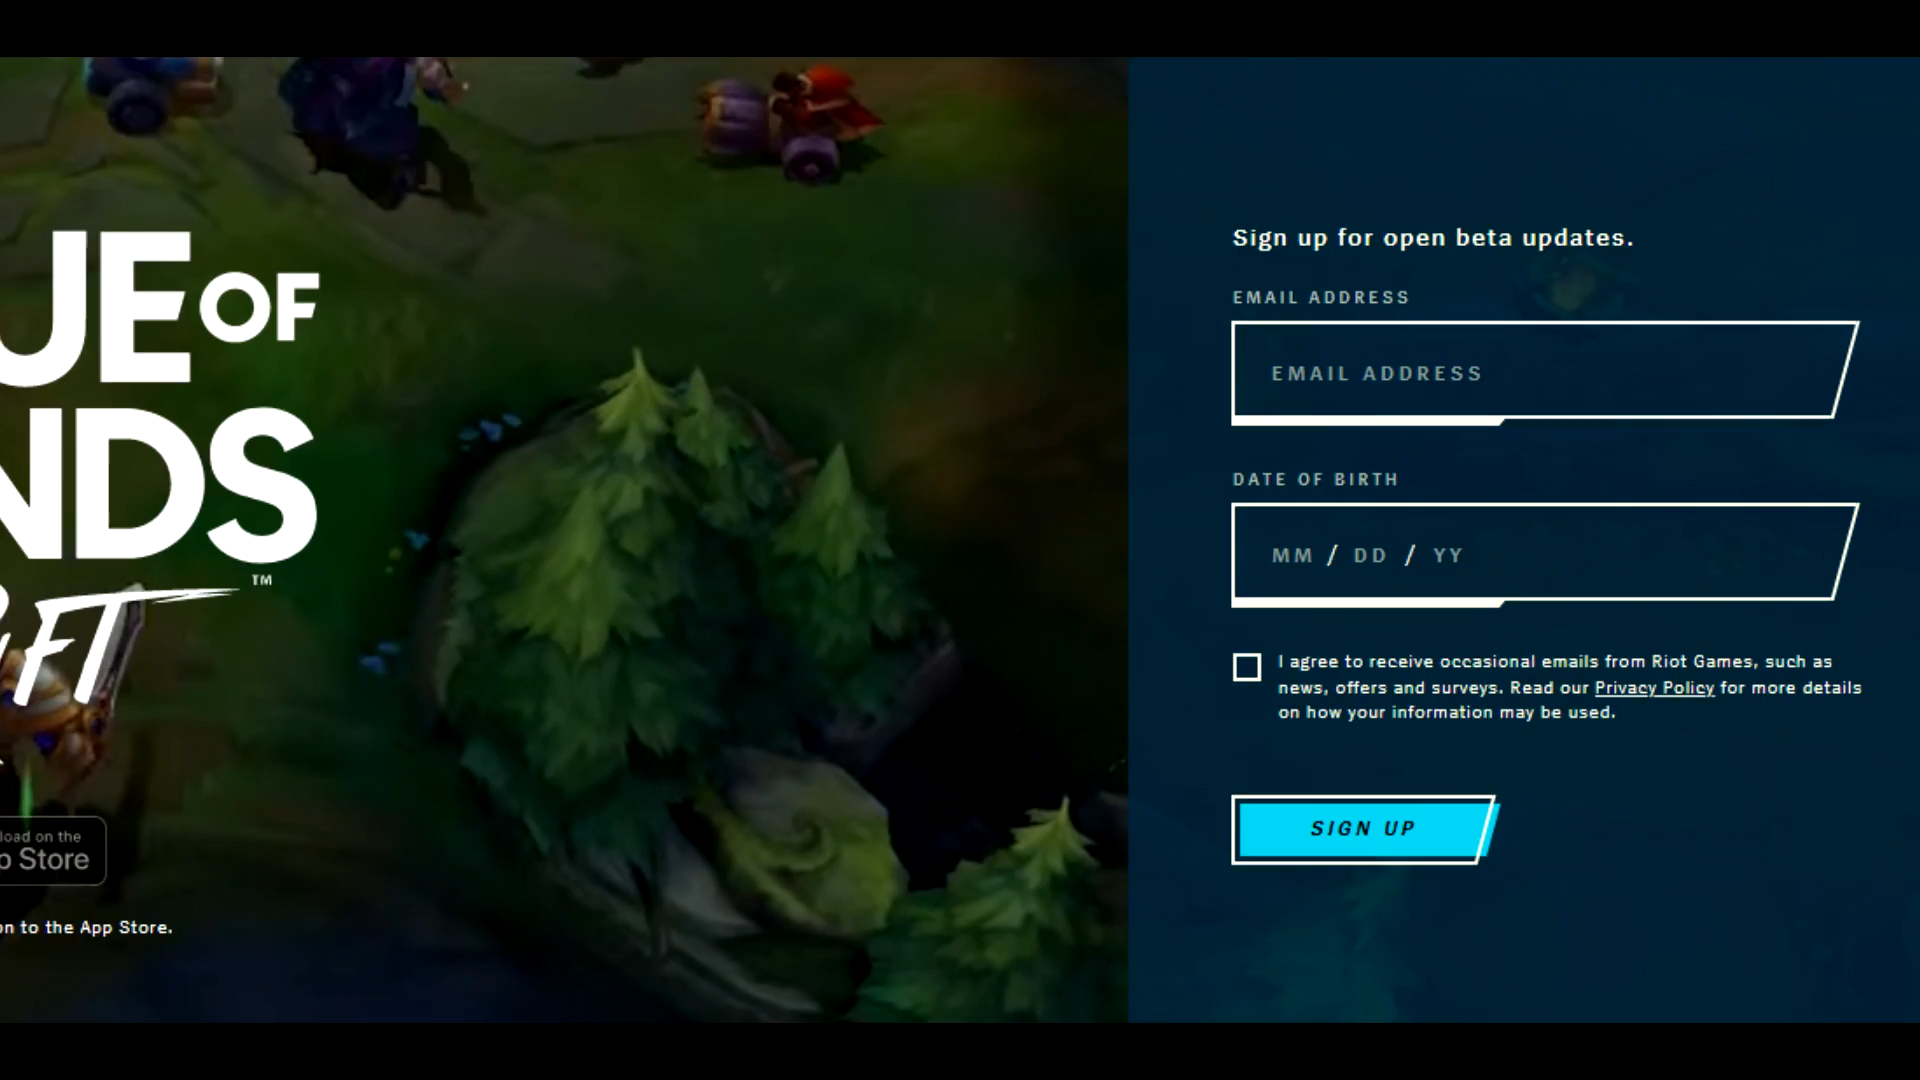 UE OF
NDS
FT™
load on the
p Store
on to the App Store.
Sign up for open beta updates.
EMAIL ADDRESS
EMAIL ADDRESS
DATE OF BIRTH
MM / DD / YY
I agree to receive occasional emails from Riot Games, such as
news, offers and surveys. Read our Privacy Policy for more details
on how your information may be used.
SIGN UP